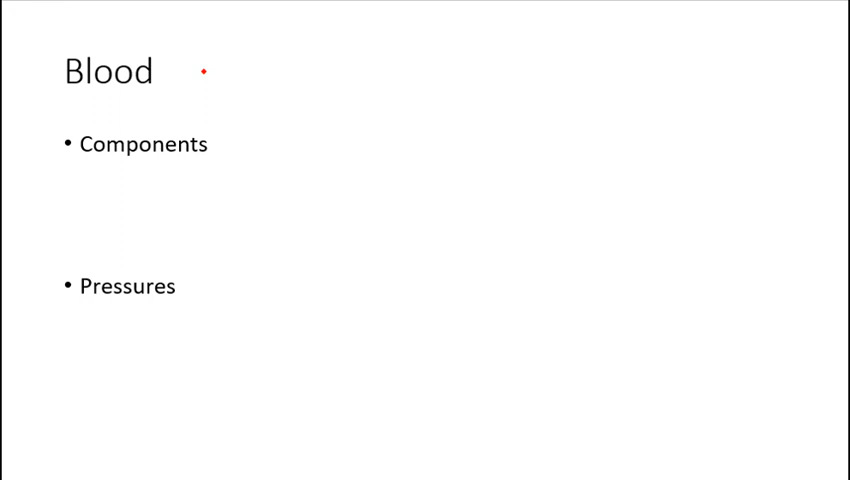 Blood
• Components
• Pressures